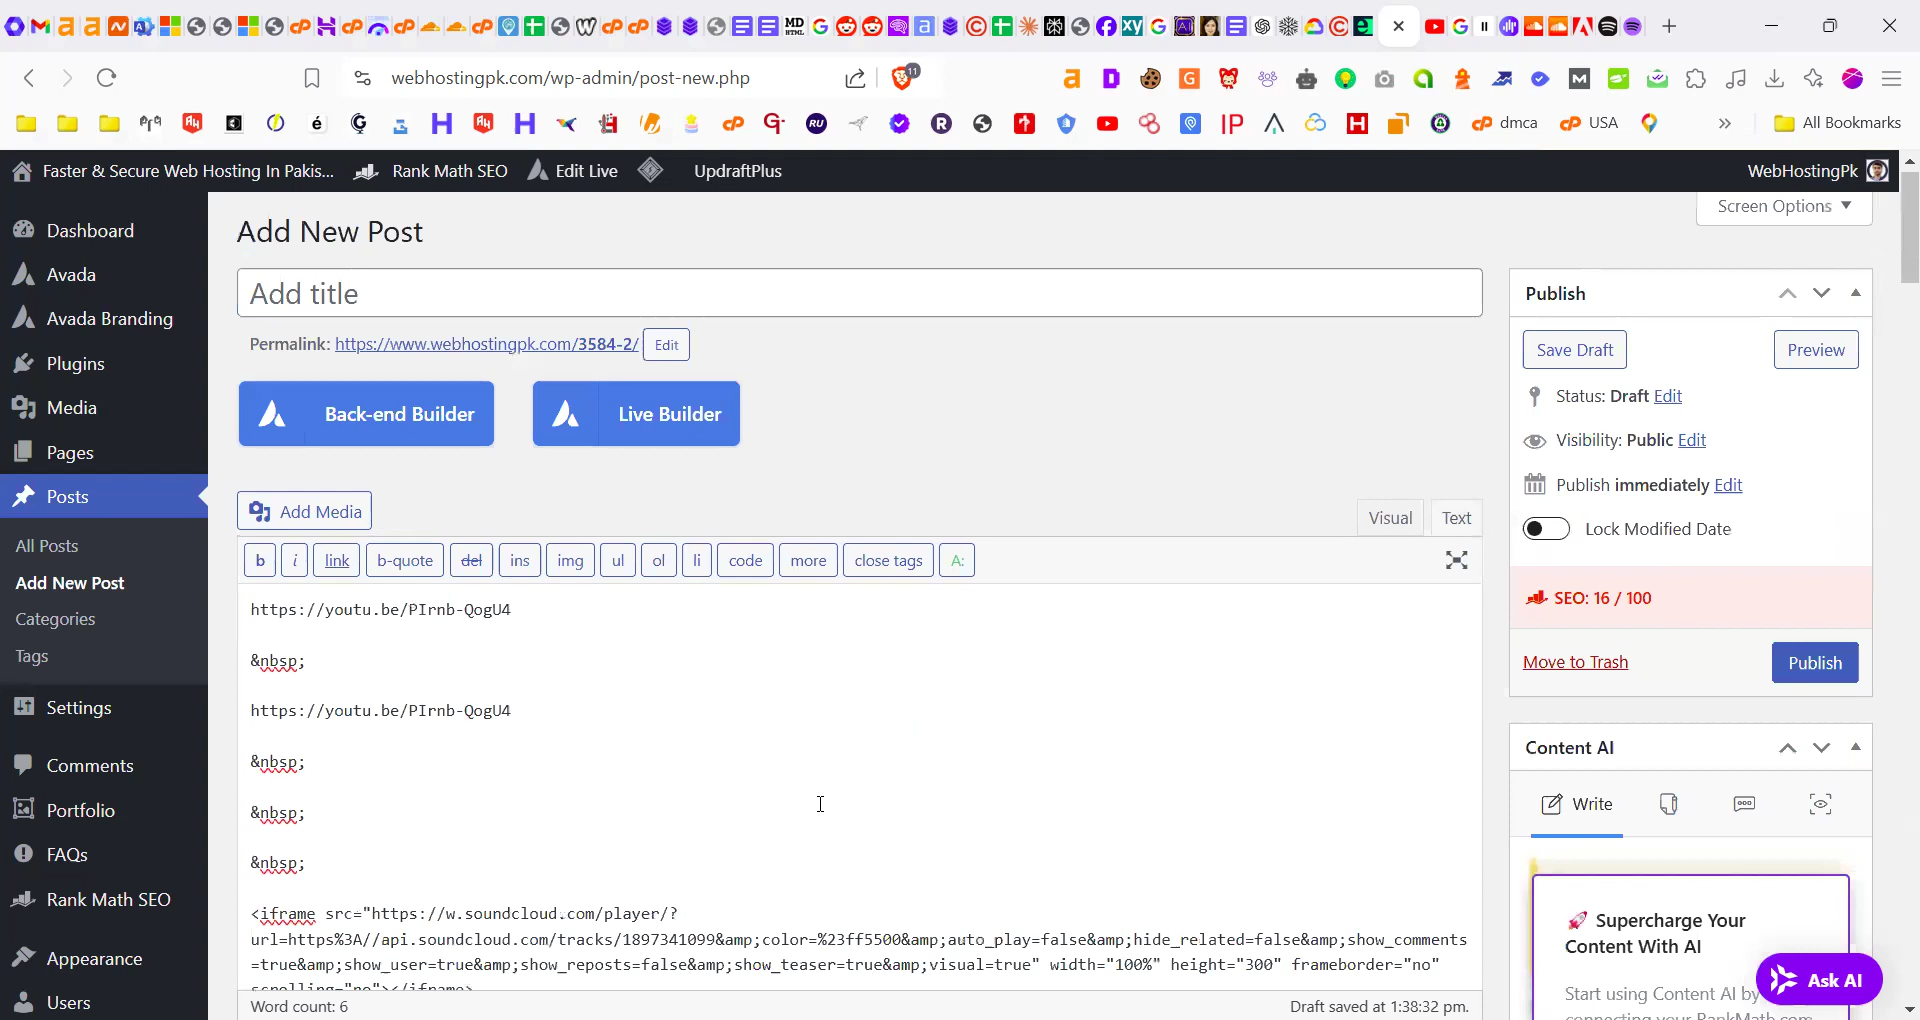 webhostingpk.com/wp-admin/post-new.php
11
dmca
USA
All Bookmarks
Faster & Secure Web Hosting In Pakis...
Rank Math SEO
Edit Live
UpdraftPlus
WebHostingPk
Dashboard
Avada
Avada Branding
Plugins
Media
Pages
Posts
All Posts
Add New Post
Categories
Tags
Settings
Comments
Portfolio
FAQs
Rank Math SEO
Appearance
Users
Screen Options
Add New Post
Add title
Permalink: https://www.webhostingpk.com/3584-2/ Edit
Back-end Builder
Live Builder
Add Media
Visual
Text
b
i
link
b-quote
del
ins
img
ul
ol
li
code
more
close tags
A:
https://youtu.be/PIrnb-QogU4
&nbsp;
https://youtu.be/PIrnb-QogU4
&nbsp;
&nbsp;
&nbsp;
<iframe src="https://w.soundcloud.com/player/?
url=https%3A//api.soundcloud.com/tracks/1897341099&amp;color=%23ff5500&amp;auto_play=false&amp;hide_related=false&amp;show_comments
=true&amp;show_user=true&amp;show_reposts=false&amp;show_teaser=true&amp;visual=true" width="100%" height="300" frameborder="no"
scrolling="no"></iframe>
Word count: 6
Draft saved at 1:38:32 pm.
Publish
Save Draft
Preview
Status: Draft Edit
Visibility: Public Edit
Publish immediately Edit
Lock Modified Date
SEO: 16 / 100
Move to Trash
Publish
Content AI
Write
🚀 Supercharge Your
Content With AI
Start using Content AI by
connecting your RankMath.com
Ask AI